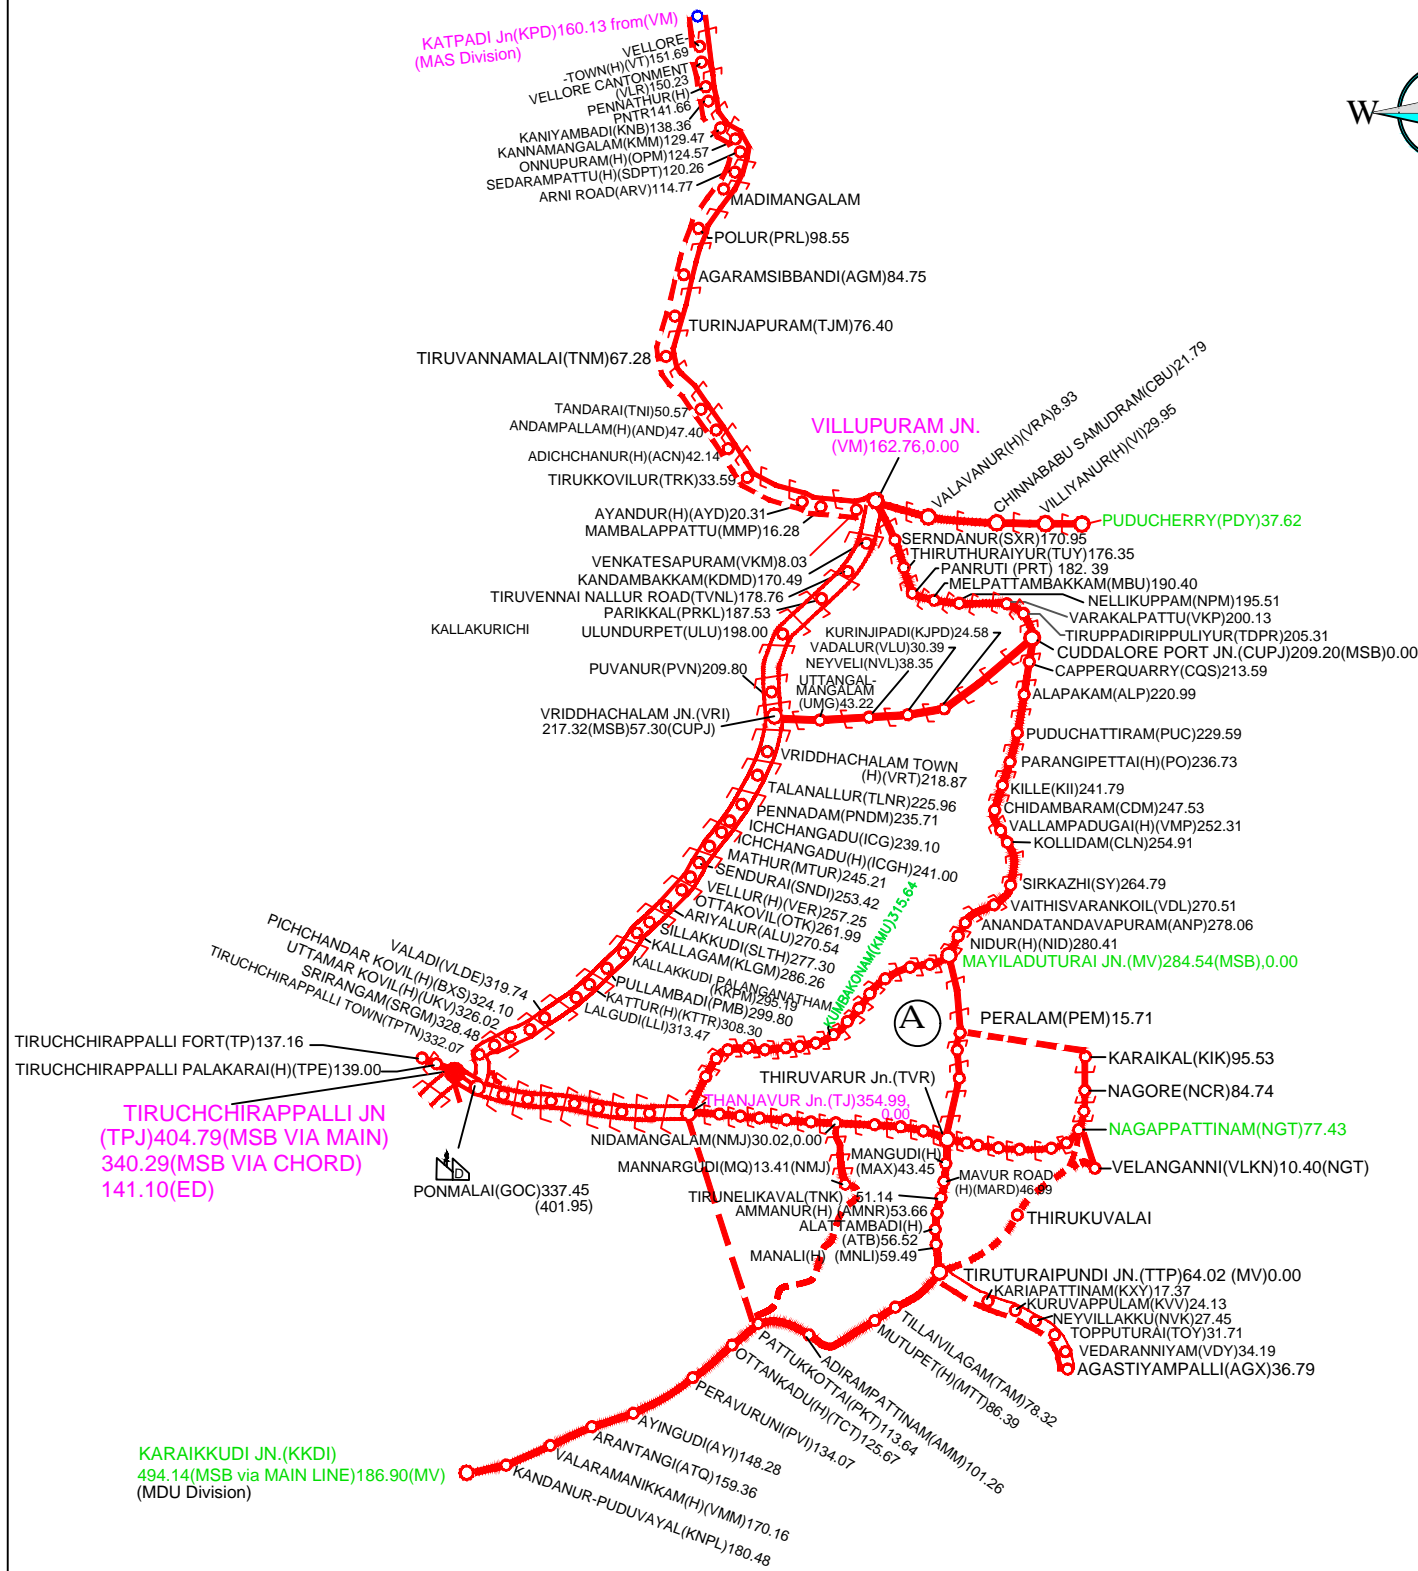 KATPADI Jn(KPD)160.13 from(VM)
(MAS Division)
VELLORE-
-TOWN(H)(VT)151.69
VELLORE CANTONMENT
(VLR)150.23
PENNATHUR(H)
PNTR141.66
KANIYAMBADI(KNB)138.36
KANNAMANGALAM(KMM)129.47
ONNUPURAM(H)(OPM)124.57
SEDARAMPATTU(H)(SDPT)120.26
ARNI ROAD(ARV)114.77
W
MADIMANGALAM
POLUR(PRL)98.55
AGARAMSIBBANDI(AGM)84.75
TURINJAPURAM(TJM)76.40
TIRUVANNAMALAI(TNM)67.28
TANDARAI(TNI)50.57
ANDAMPALLAM(H)(AND)47.40
ADICHCHANUR(H)(ACN)42.14
TIRUKKOVILUR(TRK)33.59
AYANDUR(H)(AYD)20.31
MAMBALAPPATTU(MMP)16.28
VENKATESAPURAM(VKM)8.03
VILLUPURAM JN.
(VM)162.76,0.00
VALAVANUR(H)(VRA)8.93
CHINNABABU SAMUDRAM(CBU)21.79
VILLIYANUR(H)(VI)29.95
PUDUCHERRY(PDY)37.62
KANDAMBAKKAM(KDMD)170.49
TIRUVENNAI NALLUR ROAD(TVNL)178.76
PARIKKAL(PRKL)187.53
KALLAKURICHI
ULUNDURPET(ULU)198.00
PUVANUR(PVN)209.80
VRIDDHACHALAM JN.(VRI)
217.32(MSB)57.30(CUPJ)
SERNDANUR(SXR)170.95
THIRUTHURAIYUR(TUY)176.35
PANRUTI (PRT) 182. 39
MELPATTAMBAKKAM(MBU)190.40
NELLIKUPPAM(NPM)195.51
VARAKALPATTU(VKP)200.13
TIRUPPADIRIPPULIYUR(TDPR)205.31
CUDDALORE PORT JN.(CUPJ)209.20(MSB)0.00
CAPPERQUARRY(CQS)213.59
ALAPAKAM(ALP)220.99
KURINJIPADI(KJPD)24.58
VADALUR(VLU)30.39
NEYVELI(NVL)38.35
UTTANGAL-
MANGALAM
(UMG)43.22
PUDUCHATTIRAM(PUC)229.59
PARANGIPETTAI(H)(PO)236.73
KILLE(KII)241.79
CHIDAMBARAM(CDM)247.53
VALLAMPADUGAI(H)(VMP)252.31
KOLLIDAM(CLN)254.91
SIRKAZHI(SY)264.79
VAITHISVARANKOIL(VDL)270.51
ANANDATANDAVAPURAM(ANP)278.06
NIDUR(H)(NID)280.41
MAYILADUTURAI JN.(MV)284.54(MSB),0.00
VRIDDHACHALAM TOWN
(H)(VRT)218.87
TALANALLUR(TLNR)225.96
PENNADAM(PNDM)235.71
ICHCHANGADU(ICG)239.10
ICHCHANGADU(H)(ICGH)241.00
MATHUR(MTUR)245.21
SENDURAI(SNDI)253.42
VELLUR(H)(VER)257.25
OTTAKOVIL(OTK)261.99
ARIYALUR(ALU)270.54
SILLAKKUDI(SLTH)277.30
KALLAGAM(KLGM)286.26
KALLAKKUDI PALANGANATHAM
(KKPM)295.19
PULLAMBADI(PMB)299.80
KATTUR(H)(KTTR)308.30
LALGUDI(LLI)313.47
KUMBAKONAM(KMU)315.64
VALADI(VLDE)319.74
PICHCHANDAR KOVIL(H)(BXS)324.10
UTTAMAR KOVIL(H)(UKV)326.02
SRIRANGAM(SRGM)328.48
TIRUCHCHIRAPPALLI TOWN(TPTN)332.07
TIRUCHCHIRAPPALLI FORT(TP)137.16
TIRUCHCHIRAPPALLI PALAKARAI(H)(TPE)139.00
TIRUCHCHIRAPPALLI JN
(TPJ)404.79(MSB VIA MAIN)
340.29(MSB VIA CHORD)
141.10(ED)
D
PONMALAI(GOC)337.45
(401.95)
A
PERALAM(PEM)15.71
KARAIKAL(KIK)95.53
NAGORE(NCR)84.74
NAGAPPATTINAM(NGT)77.43
VELANGANNI(VLKN)10.40(NGT)
THIRUKUVALAI
THIRUVARUR Jn.(TVR)
THANJAVUR Jn.(TJ)354.99,
0.00
NIDAMANGALAM(NMJ)30.02,0.00
MANNARGUDI(MQ)13.41(NMJ)
MANGUDI(H)
(MAX)43.45
MAVUR ROAD
(H)(MARD)46.99
TIRUNELIKAVAL(TNK) 51.14
AMMANUR(H) (AMNR)53.66
ALATTAMBADI(H)
(ATB)56.52
MANALI(H) (MNLI)59.49
TIRUTURAIPUNDI JN.(TTP)64.02 (MV)0.00
KARIAPATTINAM(KXY)17.37
KURUVAPPULAM(KVV)24.13
NEYVILLAKKU(NVK)27.45
TOPPUTURAI(TOY)31.71
VEDARANNIYAM(VDY)34.19
AGASTIYAMPALLI(AGX)36.79
TILLAIVILAGAM(TAM)78.32
MUTUPET(H)(MTT)86.39
ADIRAMPATTINAM(AMM)101.26
PATTUKKOTTAI(PKT)113.64
OTTANKADU(H)(TCT)125.67
PERAVURUNI(PVI)134.07
AYINGUDI(AYI)148.28
ARANTANGI(ATQ)159.36
VALARAMANIKKAM(H)(VMM)170.16
KANDANUR-PUDUVAYAL(KNPL)180.48
KARAIKKUDI JN.(KKDI)
494.14(MSB via MAIN LINE)186.90(MV)
(MDU Division)